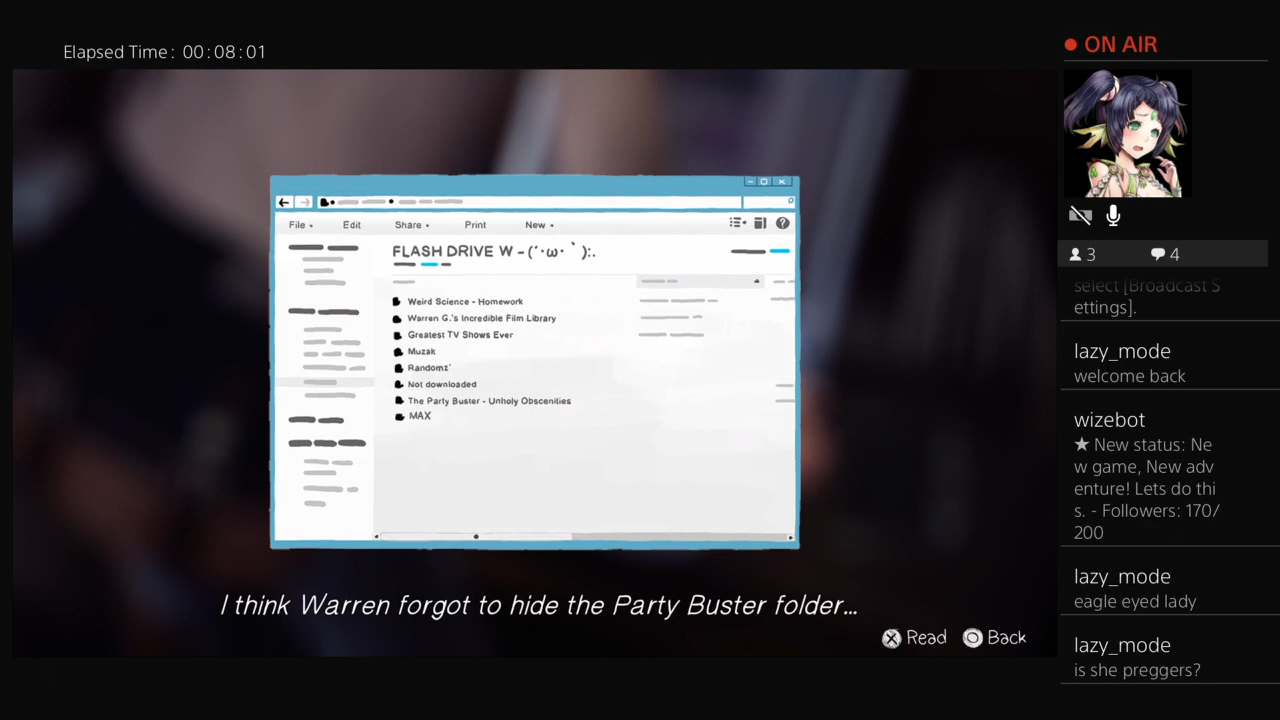 Elapsed Time: 00:08:01
ON AIR
3
4
File
Edit
Share
Print
New
?
FLASH DRIVE W - (´･ω･｀):.
Weird Science - Homework
Warren G.'s Incredible Film Library
Greatest TV Shows Ever
Muzak
Randomz'
Not downloaded
The Party Buster - Unholy Obscenities
MAX
I think Warren forgot to hide the Party Buster folder...
Read
Back
select [Broadcast S
ettings].
lazy_mode
welcome back
wizebot
★ New status: Ne
w game, New adv
enture! Lets do thi
s. - Followers: 170/
200
lazy_mode
eagle eyed lady
lazy_mode
is she preggers?